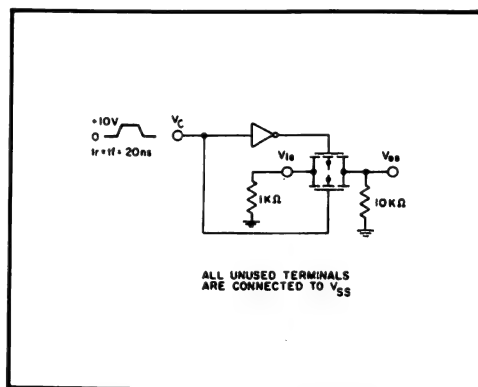 +10V
0
tr = tf = 20ns
VC
Vis
1KΩ
Vos
10KΩ
ALL UNUSED TERMINALS
ARE CONNECTED TO VSS